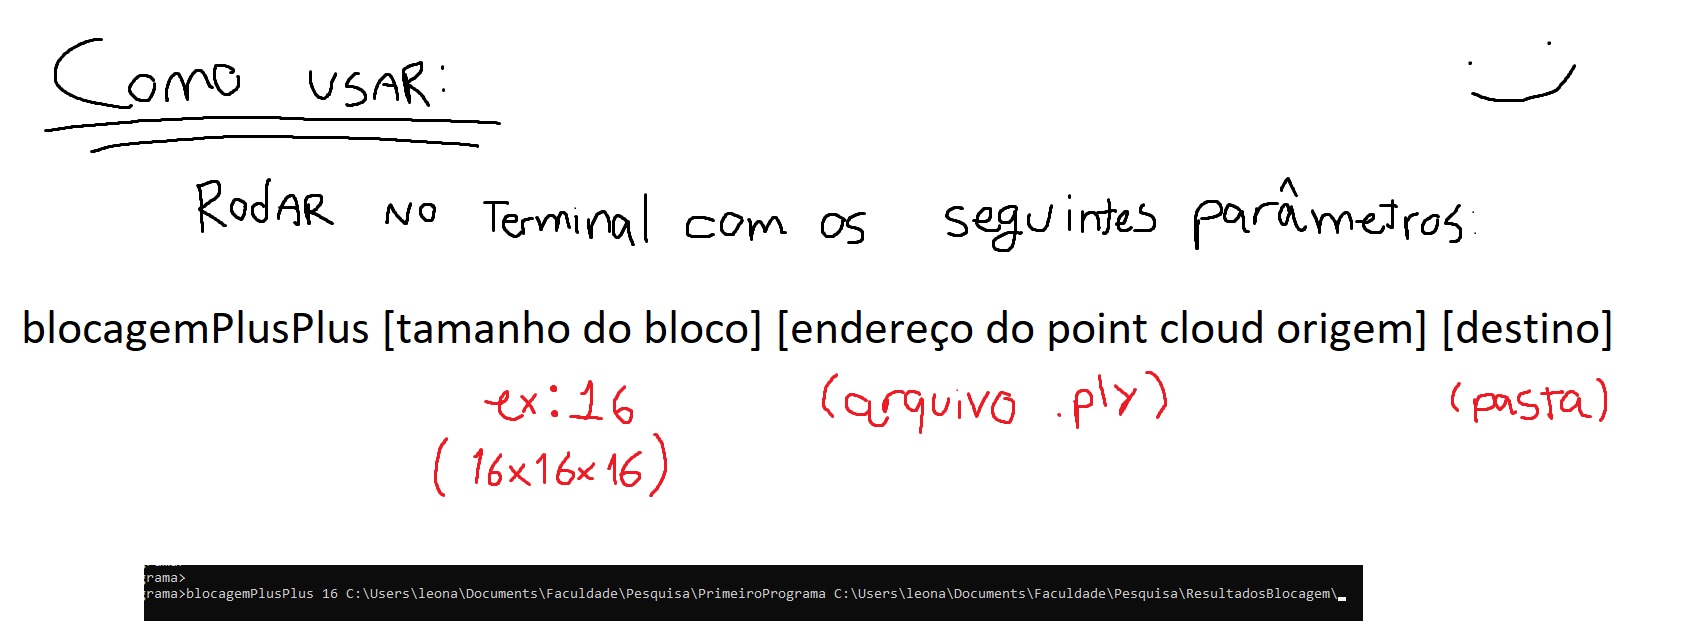 Como usar:
Rodar no Terminal com os seguintes parâmetros:
blocagemPlusPlus [tamanho do bloco] [endereço do point cloud origem] [destino]
ex: 16 (arquivo .ply) (pasta)
(16x16x16)
rama>
rama>blocagemPlusPlus 16 C:\Users\leona\Documents\Faculdade\Pesquisa\PrimeiroPrograma C:\Users\leona\Documents\Faculdade\Pesquisa\ResultadosBlocagem\